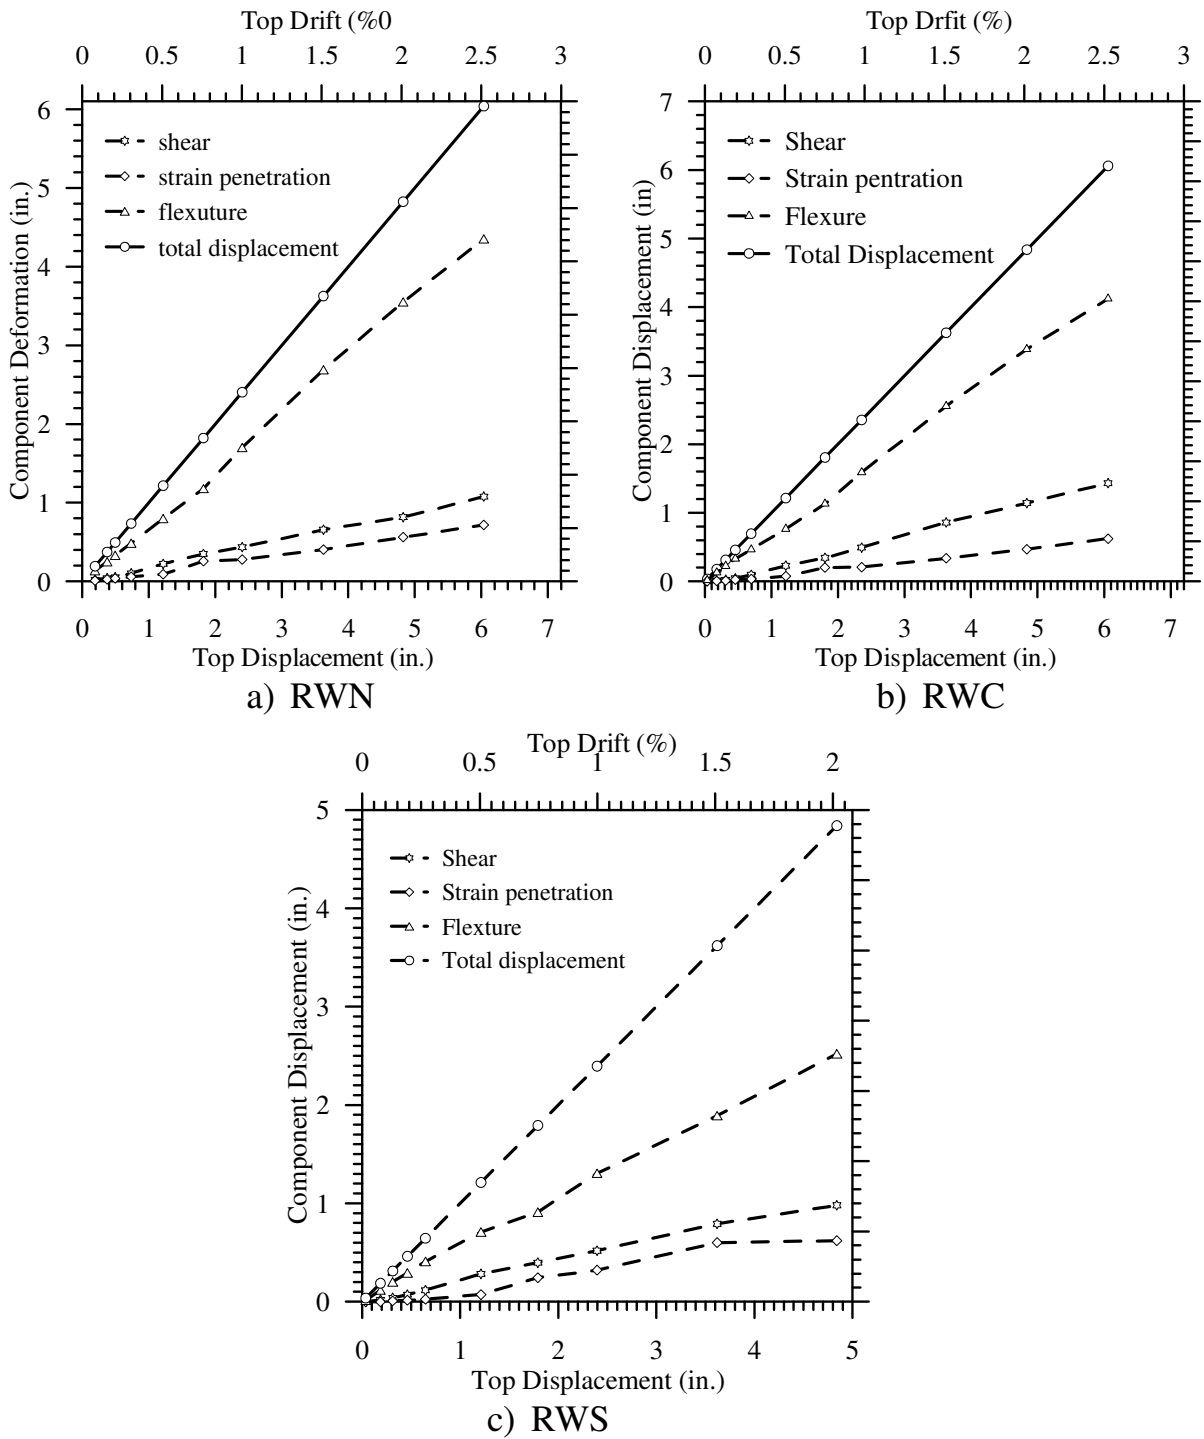 Top Drift (%0
0 0.5 1 1.5 2 2.5 3
6
5
4
3
2
1
0
Component Deformation (in.)
shear
strain penetration
flexuture
total displacement
0 1 2 3 4 5 6 7
Top Displacement (in.)
a) RWN
Top Drfit (%)
0 0.5 1 1.5 2 2.5 3
7
6
5
4
3
2
1
0
Component Displacement (in)
Shear
Strain pentration
Flexure
Total Displacement
0 1 2 3 4 5 6 7
Top Displacement (in.)
b) RWC
Top Drift (%)
0 0.5 1 1.5 2
5
4
3
2
1
0
Component Displacement (in.)
Shear
Strain penetration
Flexture
Total displacement
0 1 2 3 4 5
Top Displacement (in.)
c) RWS